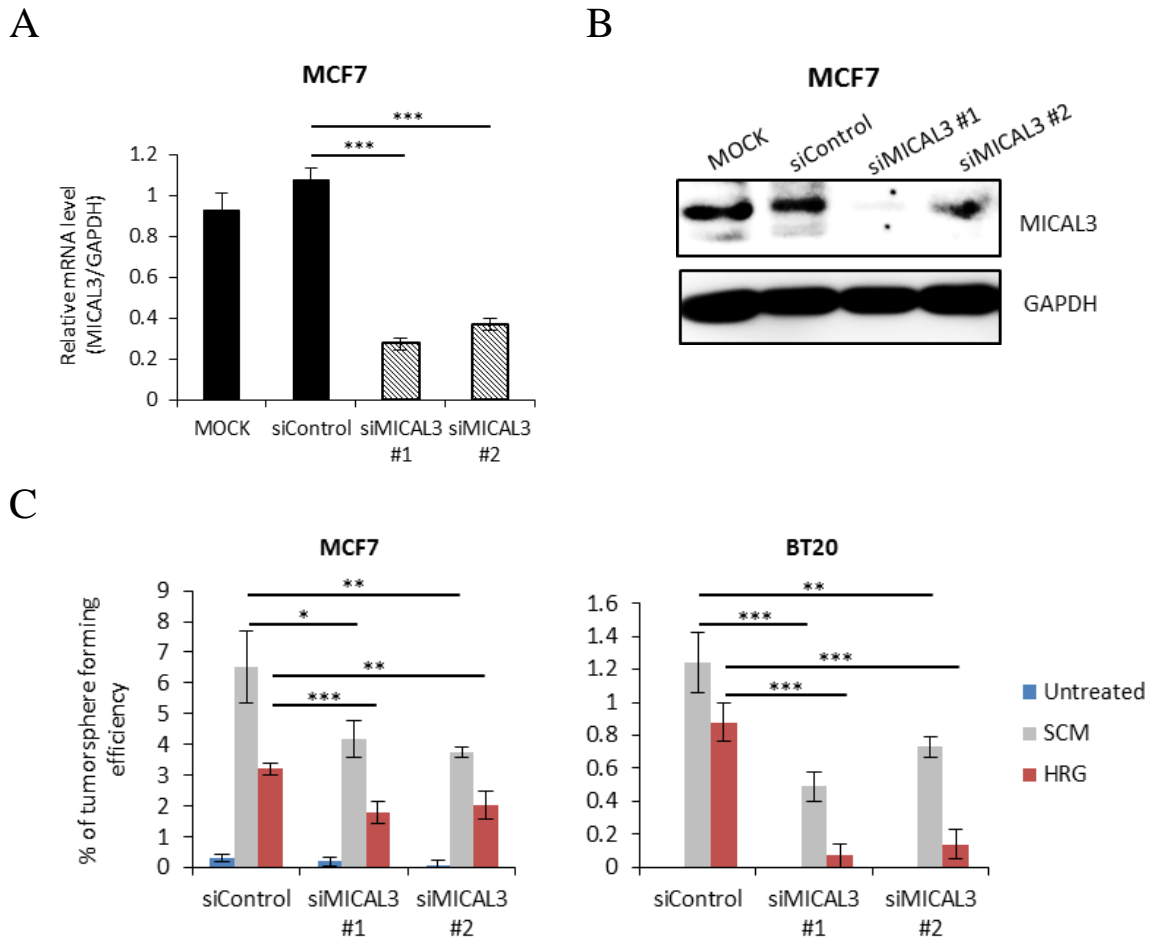 A
MCF7
***
***
Relative mRNA level
(MICAL3/GAPDH)
1.2
1
0.8
0.6
0.4
0.2
0
MOCK
siControl
siMICAL3
#1
siMICAL3
#2
B
MCF7
MOCK
siControl
siMICAL3 #1
siMICAL3 #2
MICAL3
GAPDH
C
MCF7
% of tumorsphere forming
efficiency
9
8
7
6
5
4
3
2
1
0
**
*
**
***
siControl
siMICAL3
#1
siMICAL3
#2
BT20
1.6
1.4
1.2
1
0.8
0.6
0.4
0.2
0
**
***
***
***
siControl
siMICAL3
#1
siMICAL3
#2
Untreated
SCM
HRG